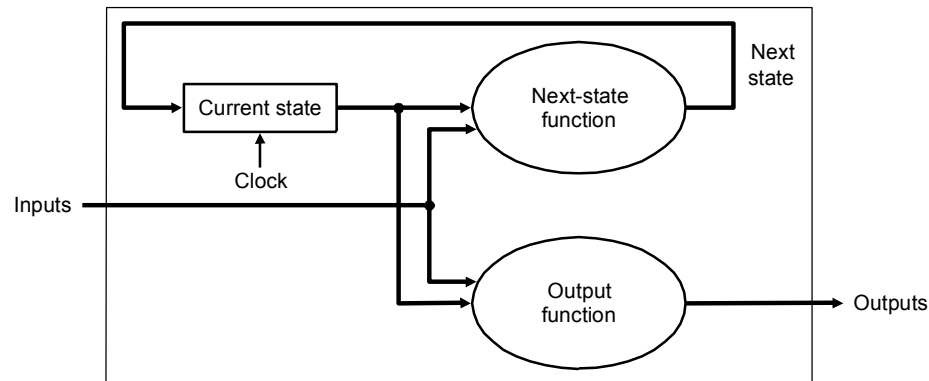 Next
state
Current state
Next-state
function
Clock
Inputs
Output
function
Outputs